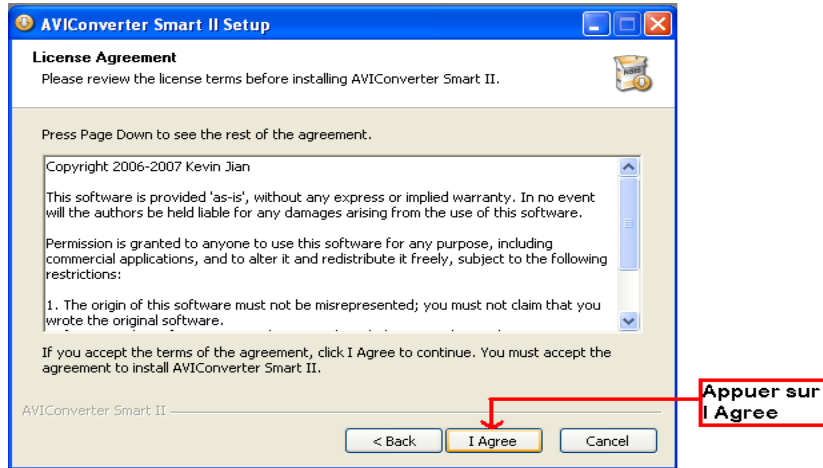 AVIConverter Smart II Setup
License Agreement
Please review the license terms before installing AVIConverter Smart II.
NSIS
Press Page Down to see the rest of the agreement.
Copyright 2006-2007 Kevin Jian
This software is provided 'as-is', without any express or implied warranty. In no event
will the authors be held liable for any damages arising from the use of this software.
Permission is granted to anyone to use this software for any purpose, including
commercial applications, and to alter it and redistribute it freely, subject to the following
restrictions:
1. The origin of this software must not be misrepresented; you must not claim that you
wrote the original software.
If you accept the terms of the agreement, click I Agree to continue. You must accept the
agreement to install AVIConverter Smart II.
AVIConverter Smart II
< Back I Agree Cancel
Appuer sur
I Agree